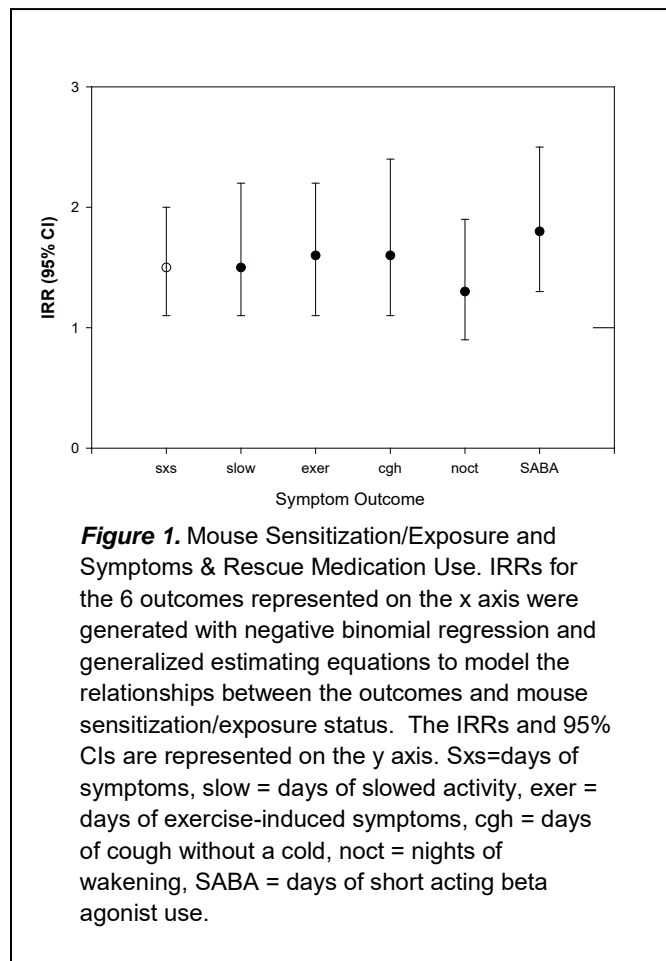 3
2
1
0
IRR (95% CI)
sxs slow exer cgh noct SABA
Symptom Outcome
Figure 1. Mouse Sensitization/Exposure and
Symptoms & Rescue Medication Use. IRRs for
the 6 outcomes represented on the x axis were
generated with negative binomial regression and
generalized estimating equations to model the
relationships between the outcomes and mouse
sensitization/exposure status.  The IRRs and 95%
CIs are represented on the y axis. Sxs=days of
symptoms, slow = days of slowed activity, exer =
days of exercise-induced symptoms, cgh = days
of cough without a cold, noct = nights of
wakening, SABA = days of short acting beta
agonist use.